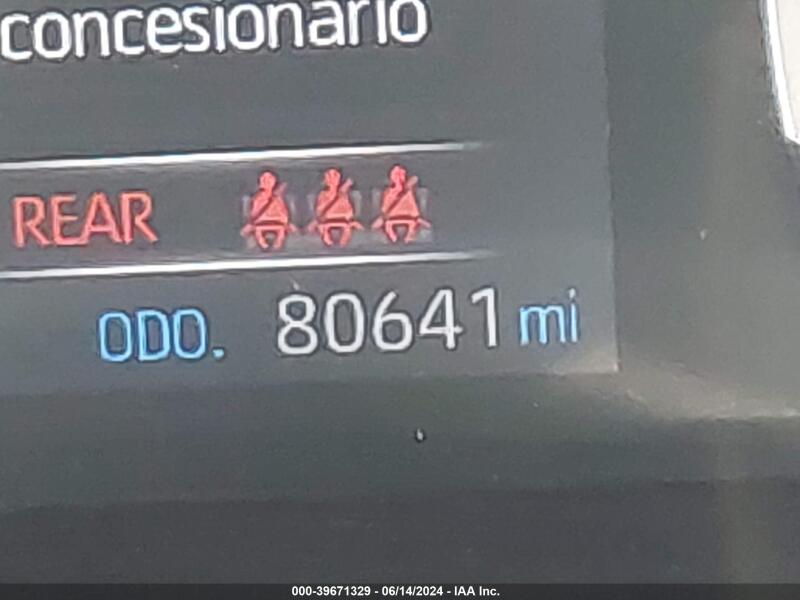 concesionario
REAR
ODO. 80641 mi
000-39671329 - 06/14/2024 - IAA Inc.